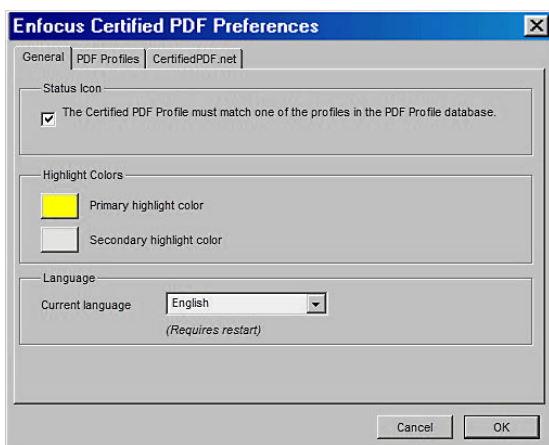 Enfocus Certified PDF Preferences
General PDF Profiles CertifiedPDF.net
Status Icon
The Certified PDF Profile must match one of the profiles in the PDF Profile database.
Highlight Colors
Primary highlight color
Secondary highlight color
Language
Current language English
(Requires restart)
Cancel OK